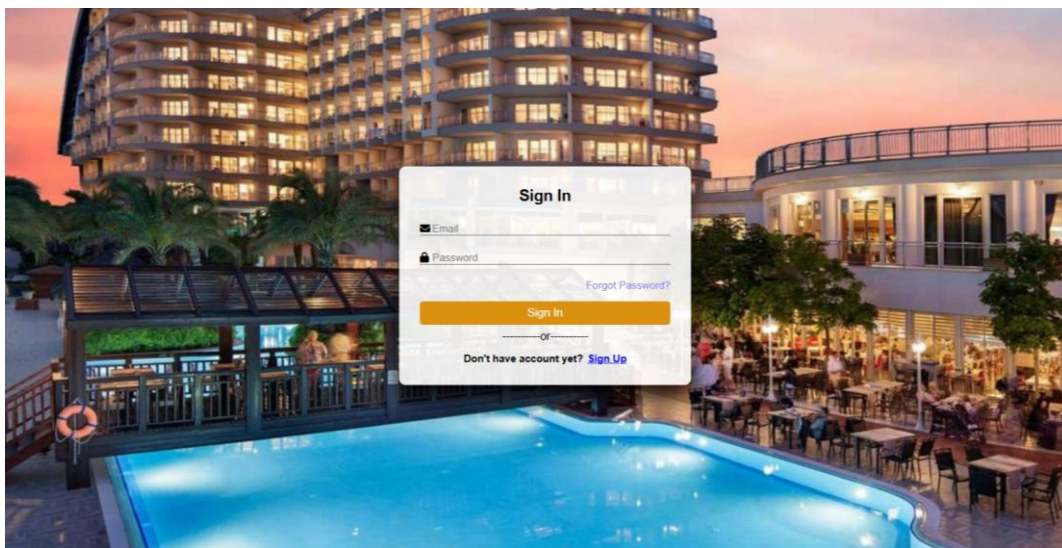 Sign In
Email
Password
Forgot Password?
Sign In
-----------or-----------
Don't have account yet? Sign Up